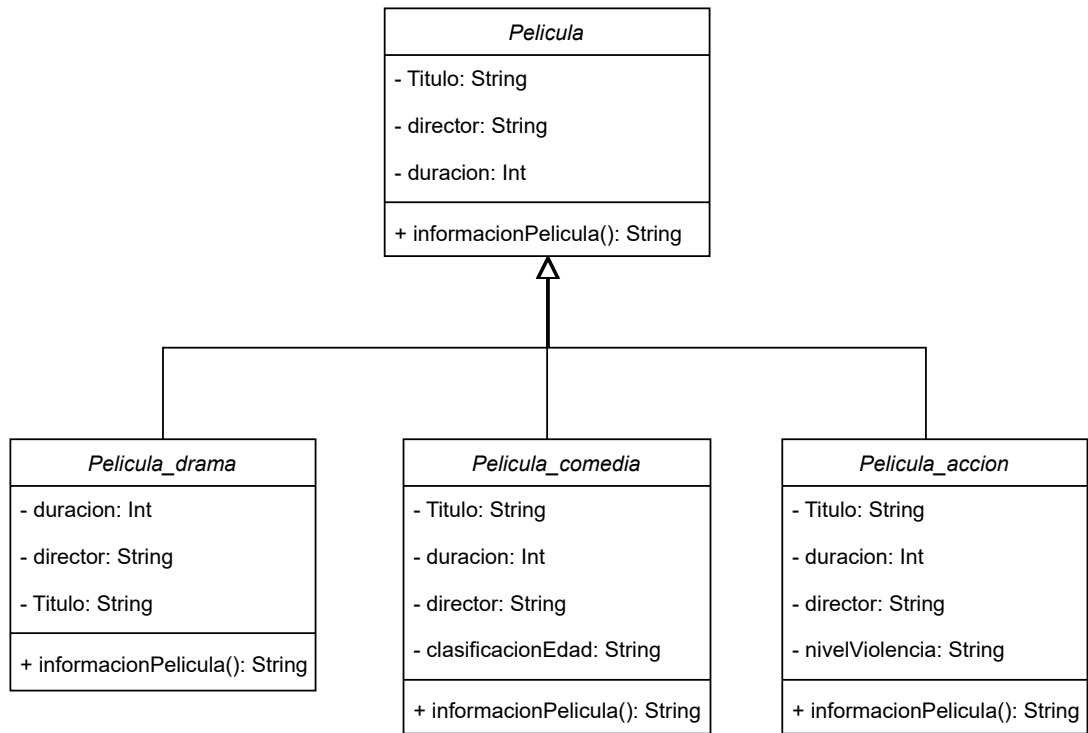 Pelicula
- Titulo: String
- director: String
- duracion: Int
+ informacionPelicula(): String
Pelicula_drama
- duracion: Int
- director: String
- Titulo: String
+ informacionPelicula(): String
Pelicula_comedia
- Titulo: String
- duracion: Int
- director: String
- clasificacionEdad: String
+ informacionPelicula(): String
Pelicula_accion
- Titulo: String
- duracion: Int
- director: String
- nivelViolencia: String
+ informacionPelicula(): String